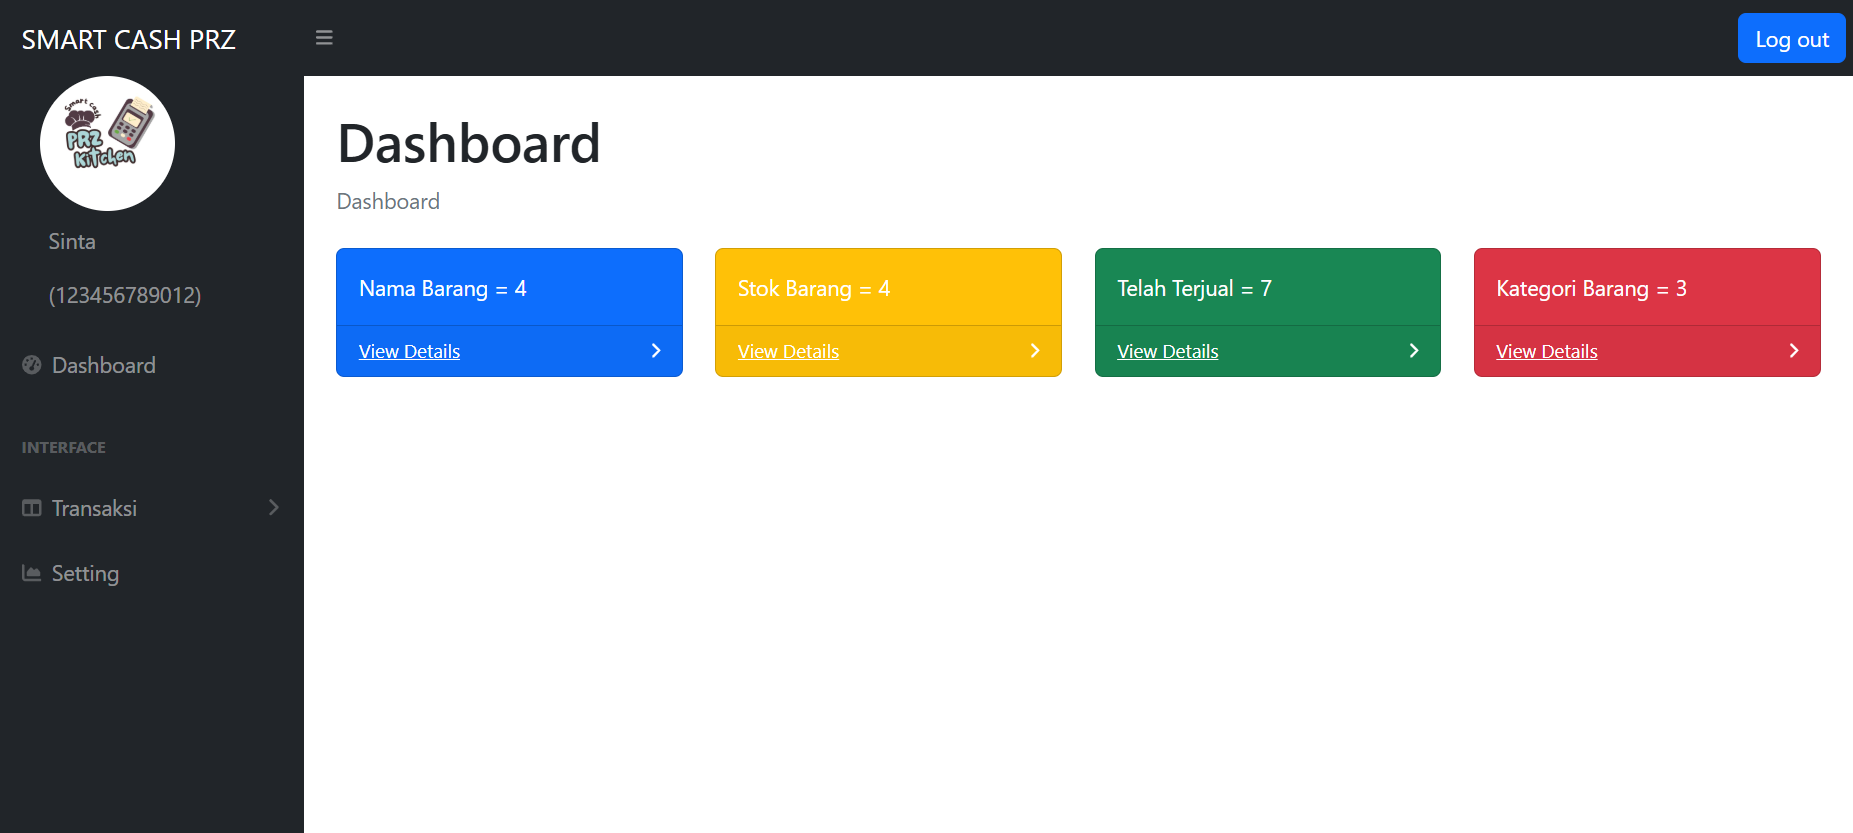 SMART CASH PRZ
Log out
Smart Cash
PRZ
Kitchen
Sinta
(123456789012)
Dashboard
INTERFACE
Transaksi
Setting
Dashboard
Dashboard
Nama Barang = 4
View Details
Stok Barang = 4
View Details
Telah Terjual = 7
View Details
Kategori Barang = 3
View Details